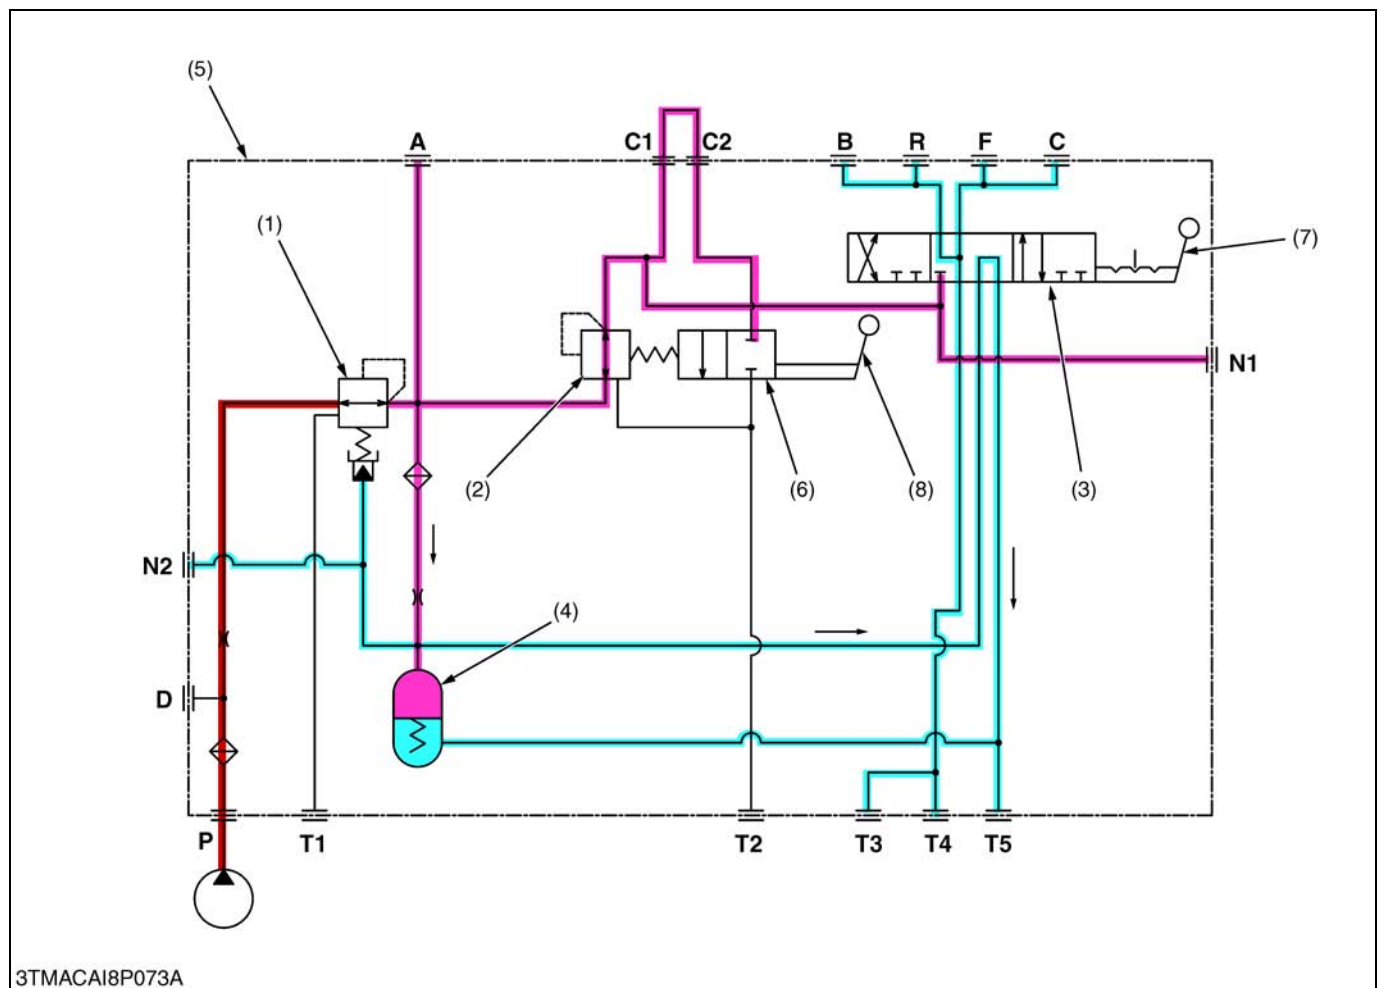 (5)
A
C1 C2
B R F C
(1)
(7)
N1
(2)
(6)
(8)
(3)
N2
(4)
D
P
T1
T2
T3
T4
T5
3TMACAI8P073A